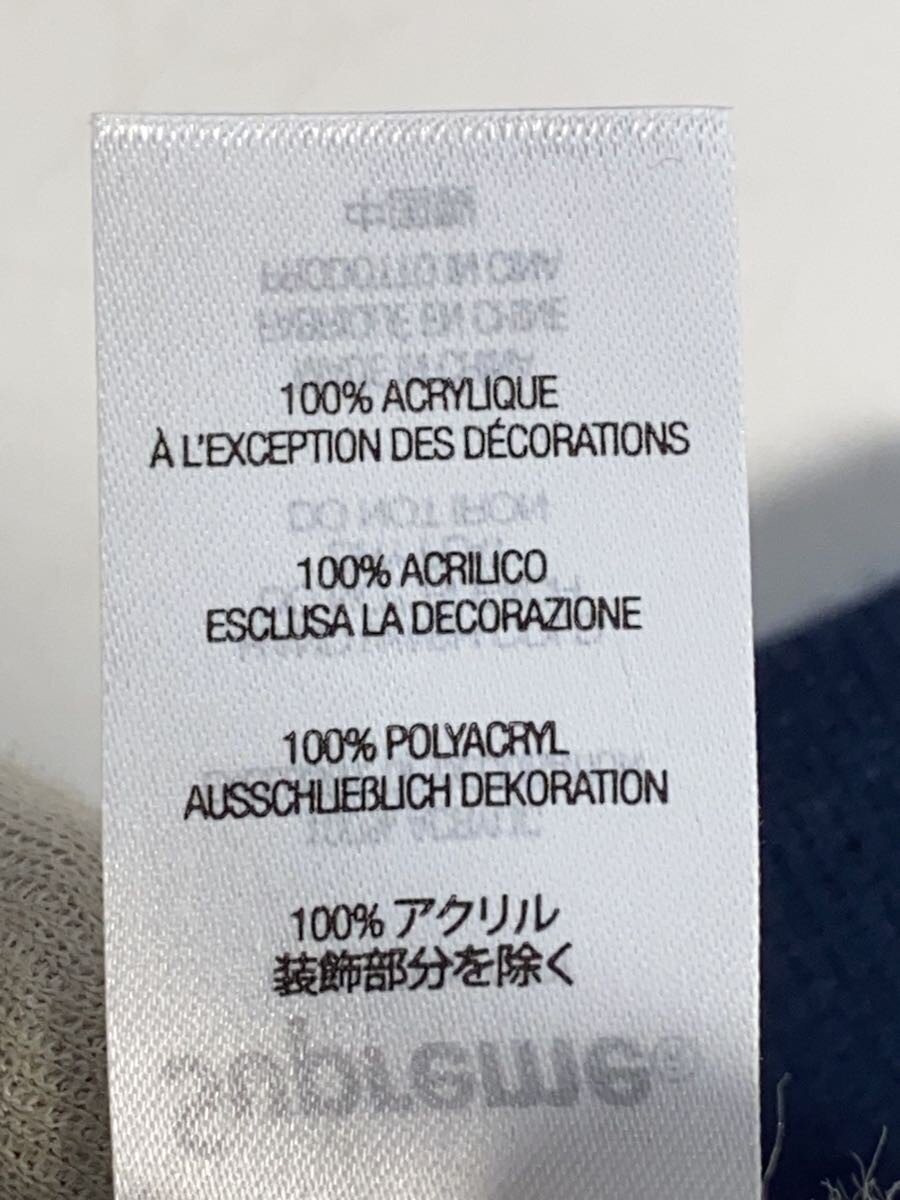 100% ACRYLIQUE
À L'EXCEPTION DES DÉCORATIONS
100% ACRILICO
ESCLUSA LA DECORAZIONE
100% POLYACRYL
AUSSCHLIEßLICH DEKORATION
100% アクリル
装飾部分を除く
Supreme®